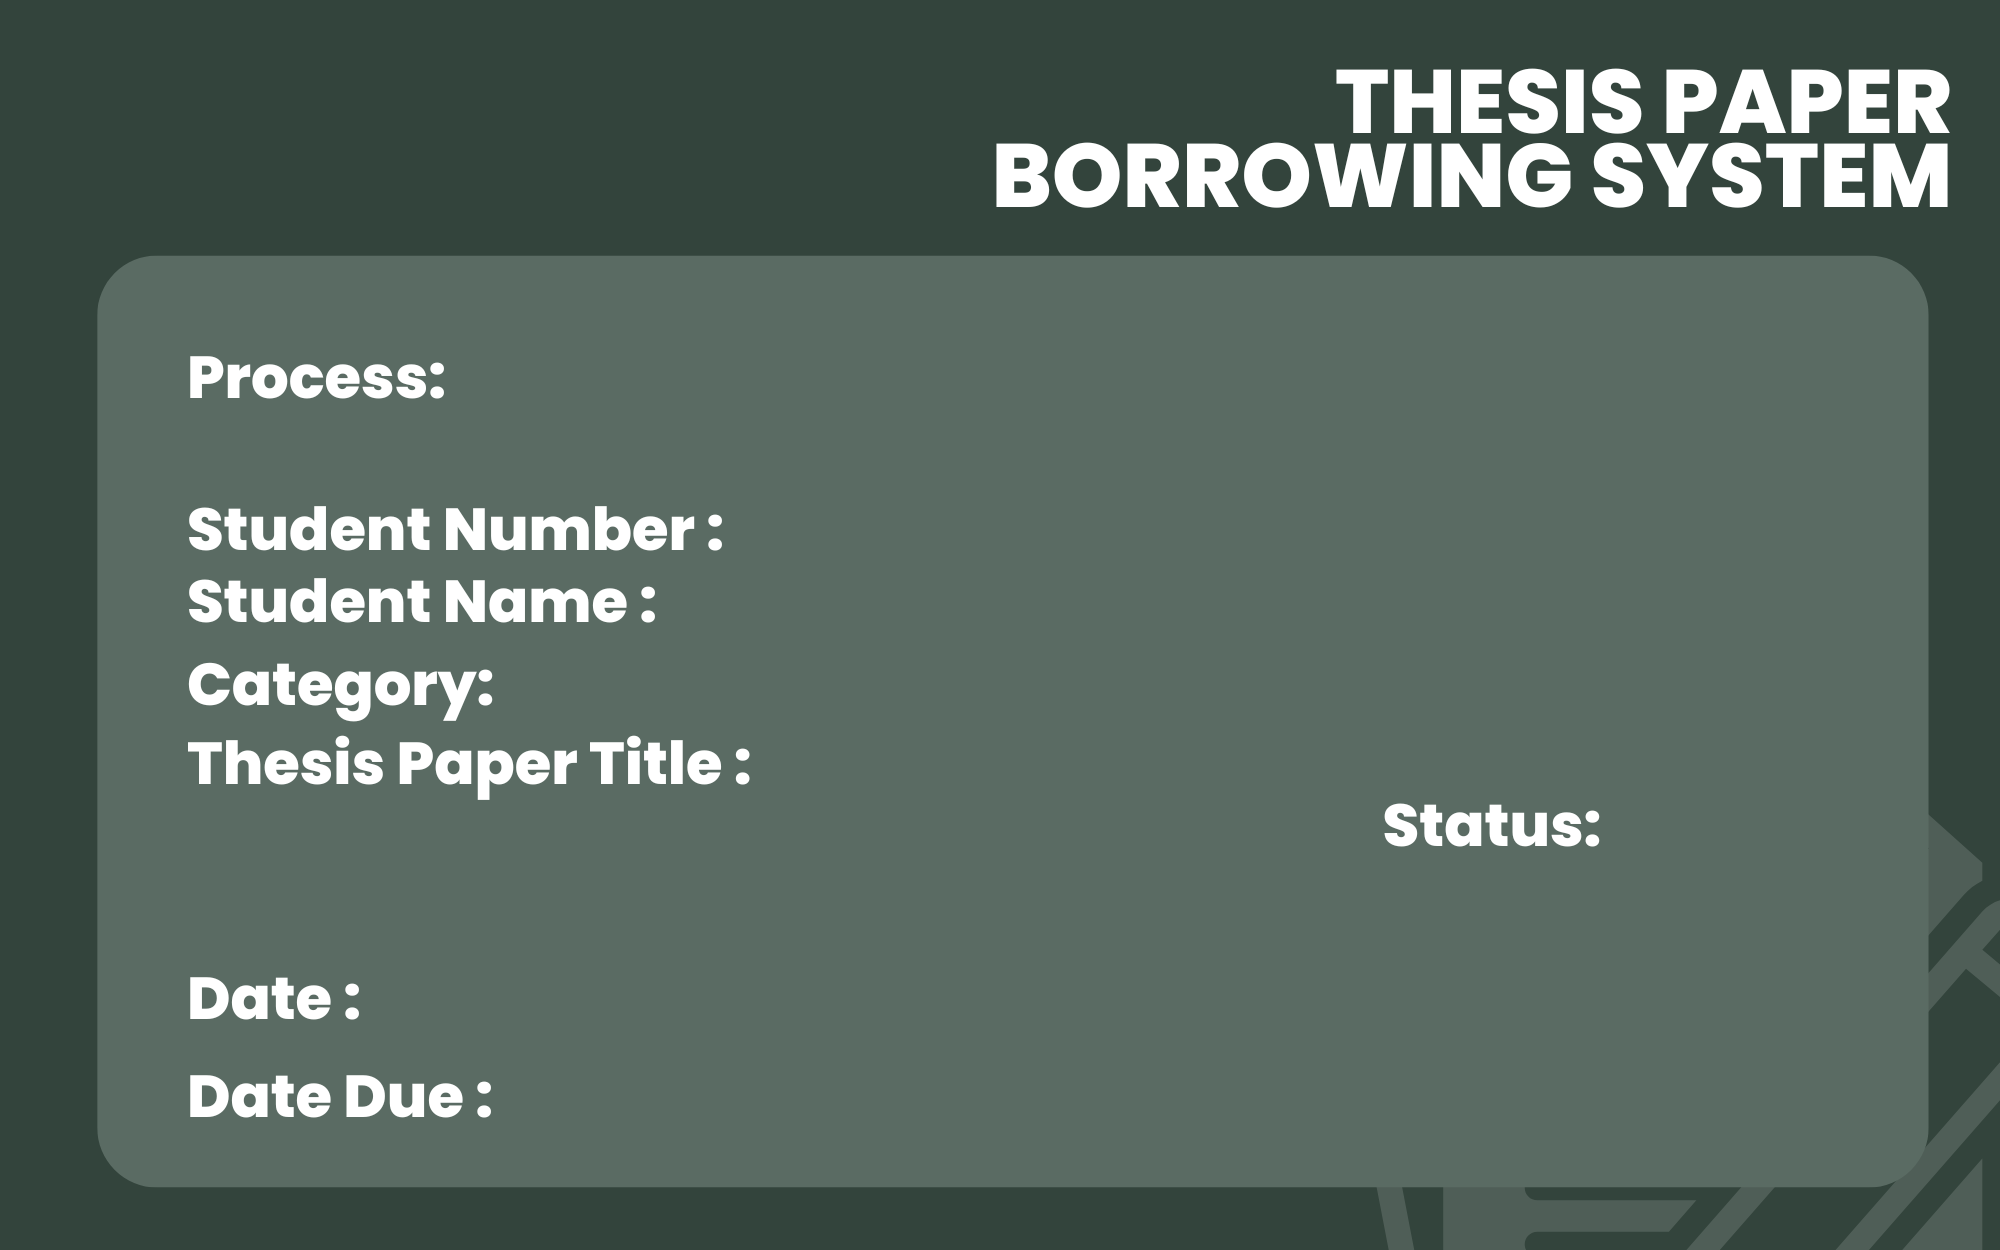 THESIS PAPER
BORROWING SYSTEM
Process:
Student Number :
Student Name :
Category:
Thesis Paper Title :
Status:
Date :
Date Due :